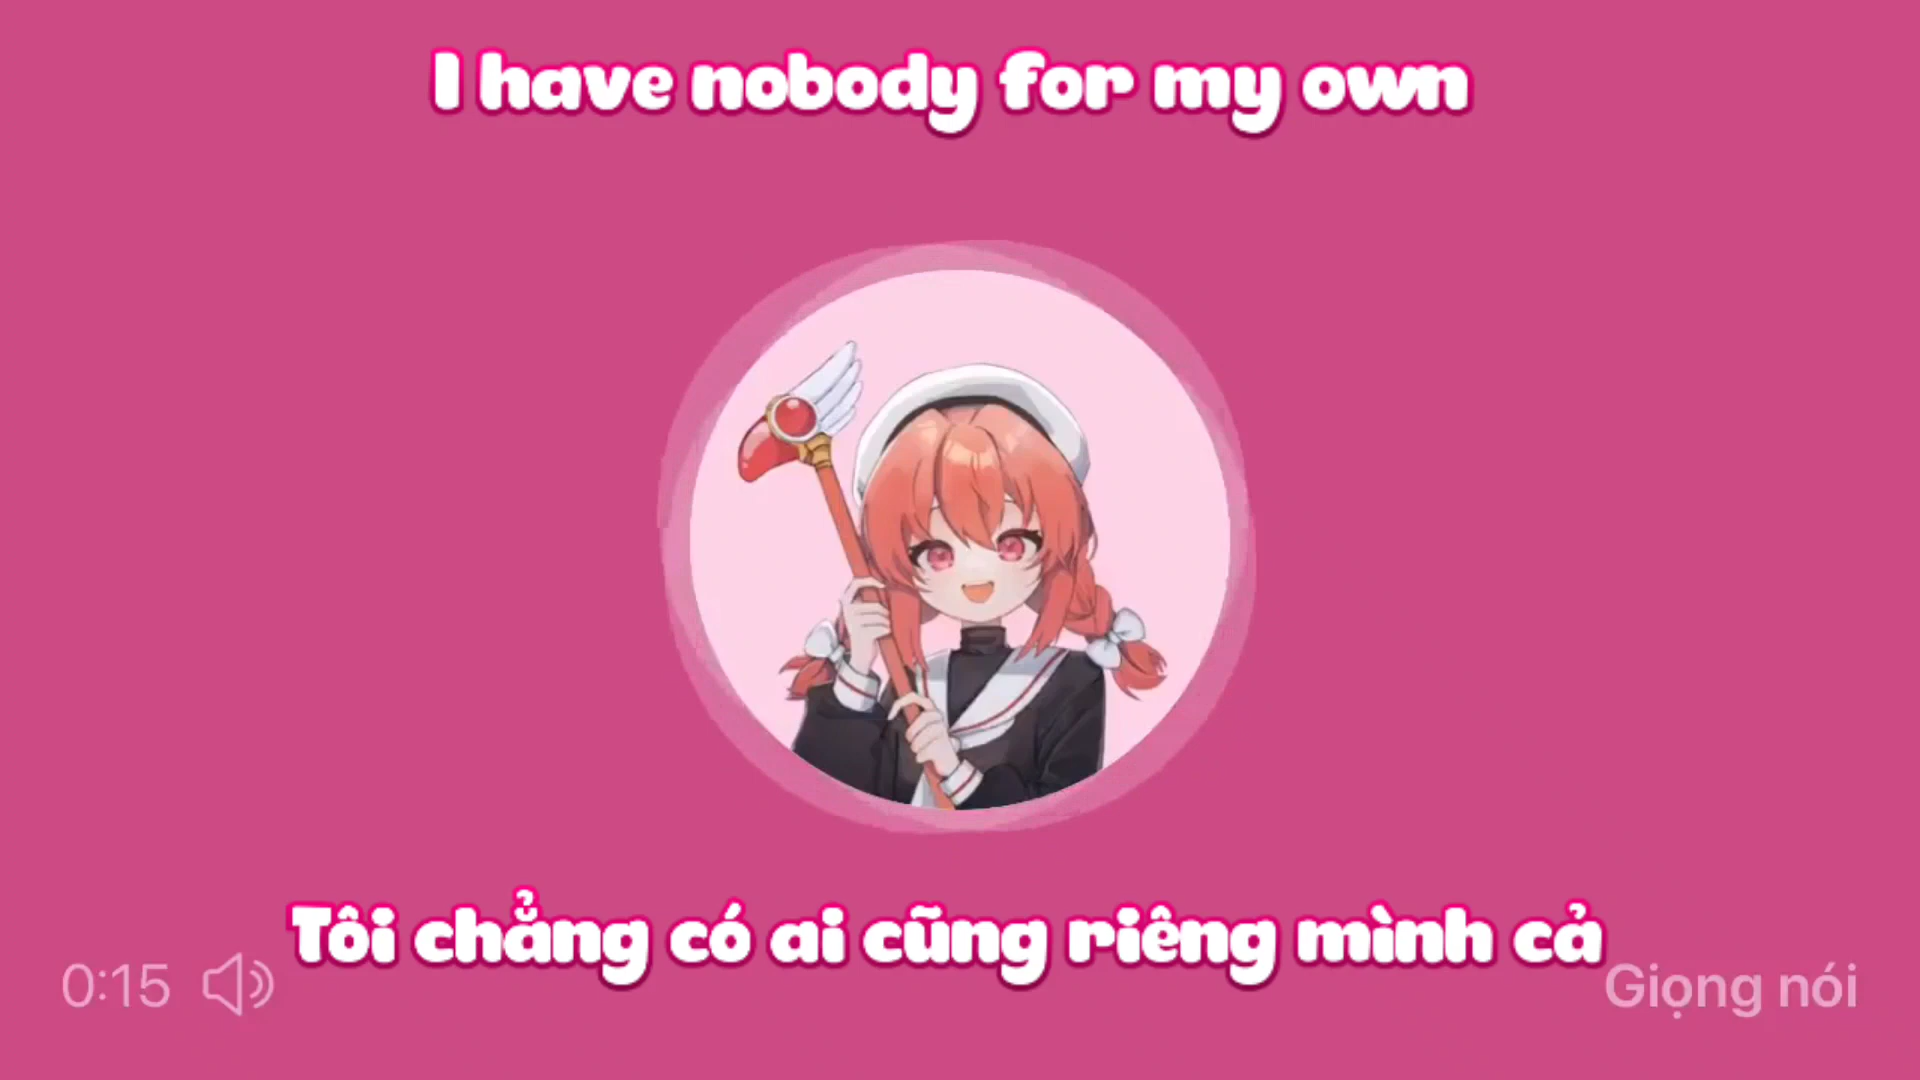 I have nobody for my own
Tôi chẳng có ai cũng riêng mình cả
0:15
Giọng nói